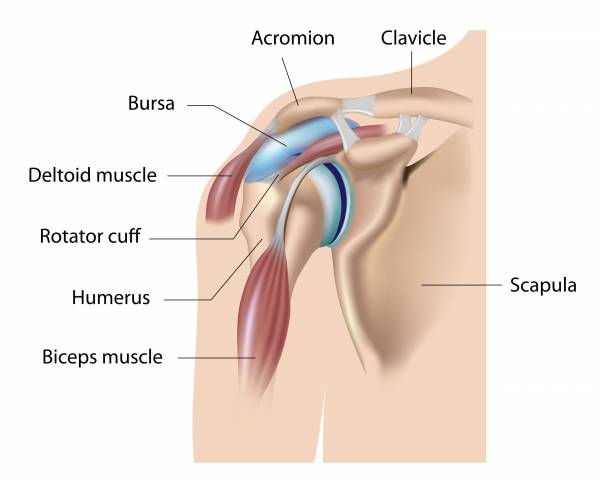 Acromion
Clavicle
Bursa
Deltoid muscle
Rotator cuff
Humerus
Scapula
Biceps muscle